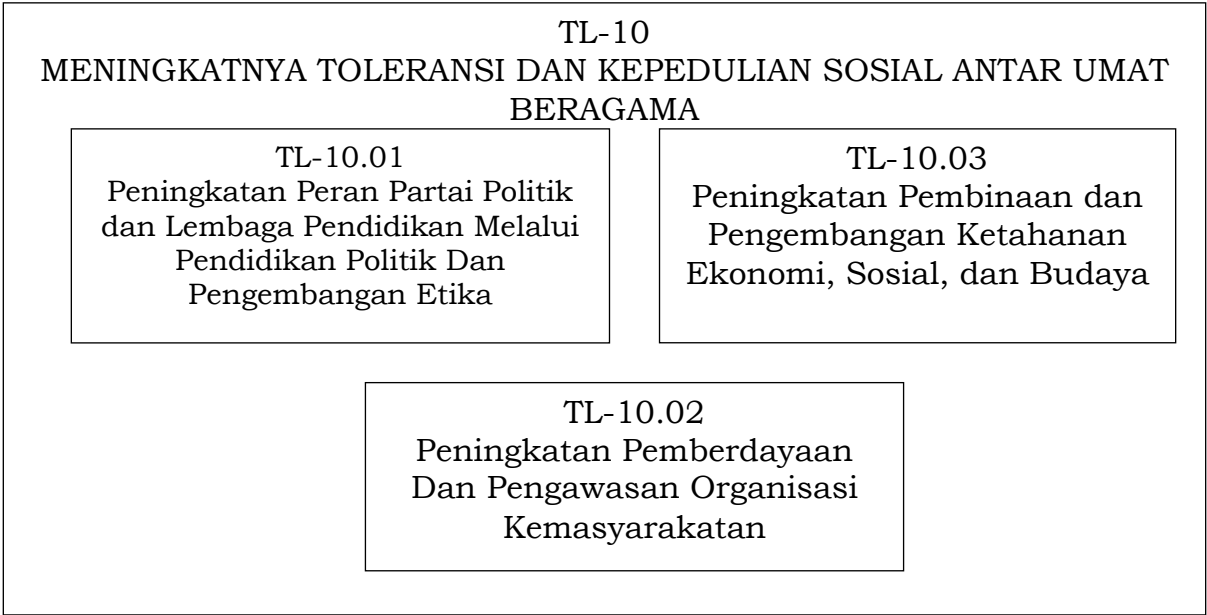 TL-10
MENINGKATNYA TOLERANSI DAN KEPEDULIAN SOSIAL ANTAR UMAT
BERAGAMA
TL-10.01
Peningkatan Peran Partai Politik
dan Lembaga Pendidikan Melalui
Pendidikan Politik Dan
Pengembangan Etika
TL-10.03
Peningkatan Pembinaan dan
Pengembangan Ketahanan
Ekonomi, Sosial, dan Budaya
TL-10.02
Peningkatan Pemberdayaan
Dan Pengawasan Organisasi
Kemasyarakatan